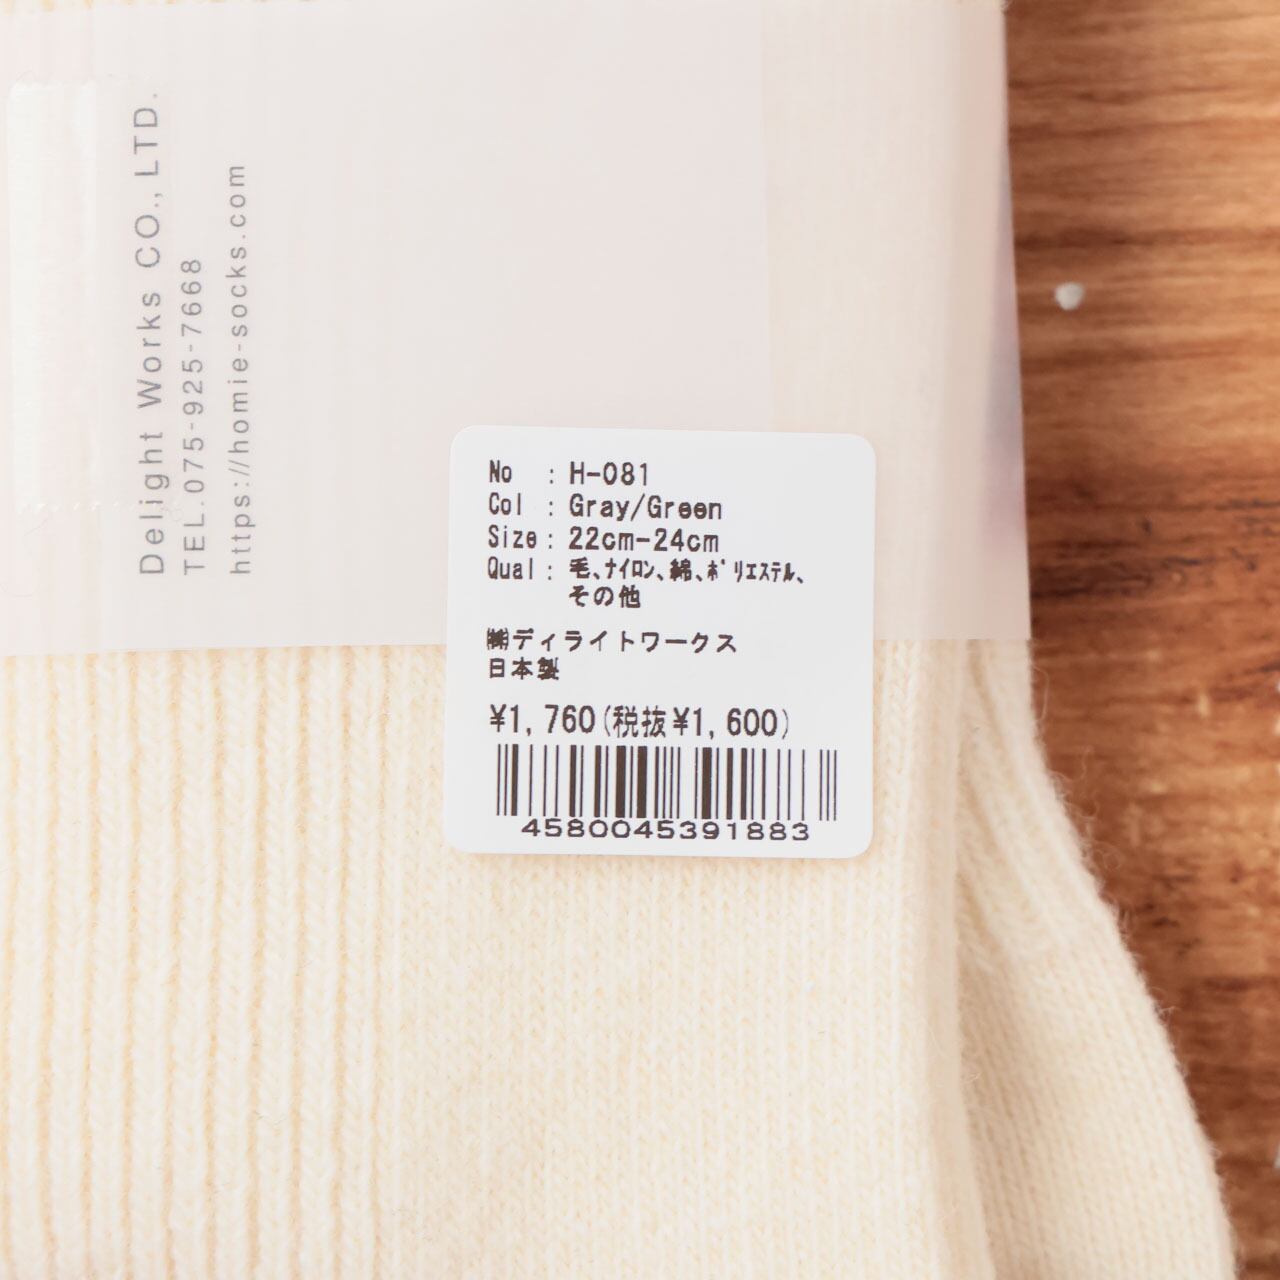 Delight Works CO., LTD.
TEL.075-925-7668
https://homie-socks.com
No : H-081
Col : Gray/Green
Size : 22cm-24cm
Qual : 毛、ﾅｲﾛﾝ、綿、ﾎﾟﾘｴｽﾃﾙ、
その他
㈱ディライトワークス
日本製
¥1,760(税抜¥1,600)
4580045391883